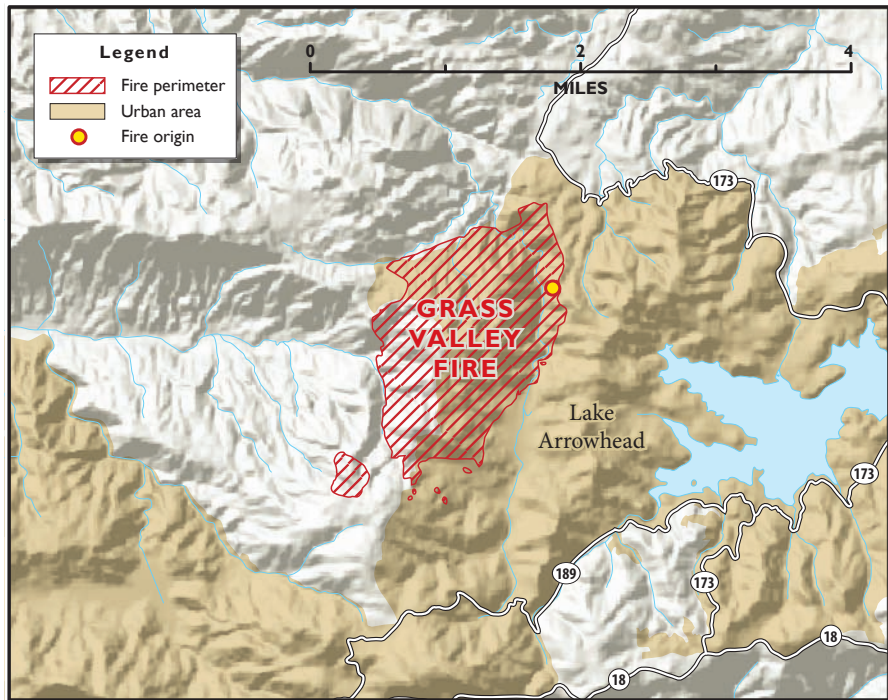 Legend
Fire perimeter
Urban area
Fire origin
0 2 4
MILES
173
GRASS
VALLEY
FIRE
Lake
Arrowhead
173
189
173
18
18